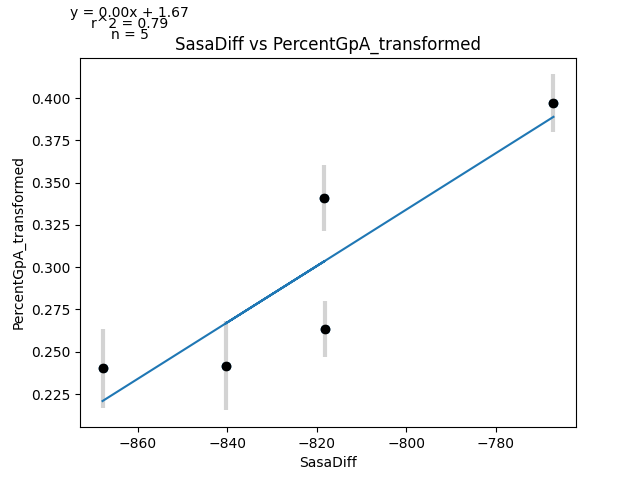 y = 0.00x + 1.67
r^2 = 0.79
n = 5
SasaDiff vs PercentGpA_transformed
PercentGpA_transformed
0.400
0.375
0.350
0.325
0.300
0.275
0.250
0.225
−860
−840
−820
−800
−780
SasaDiff